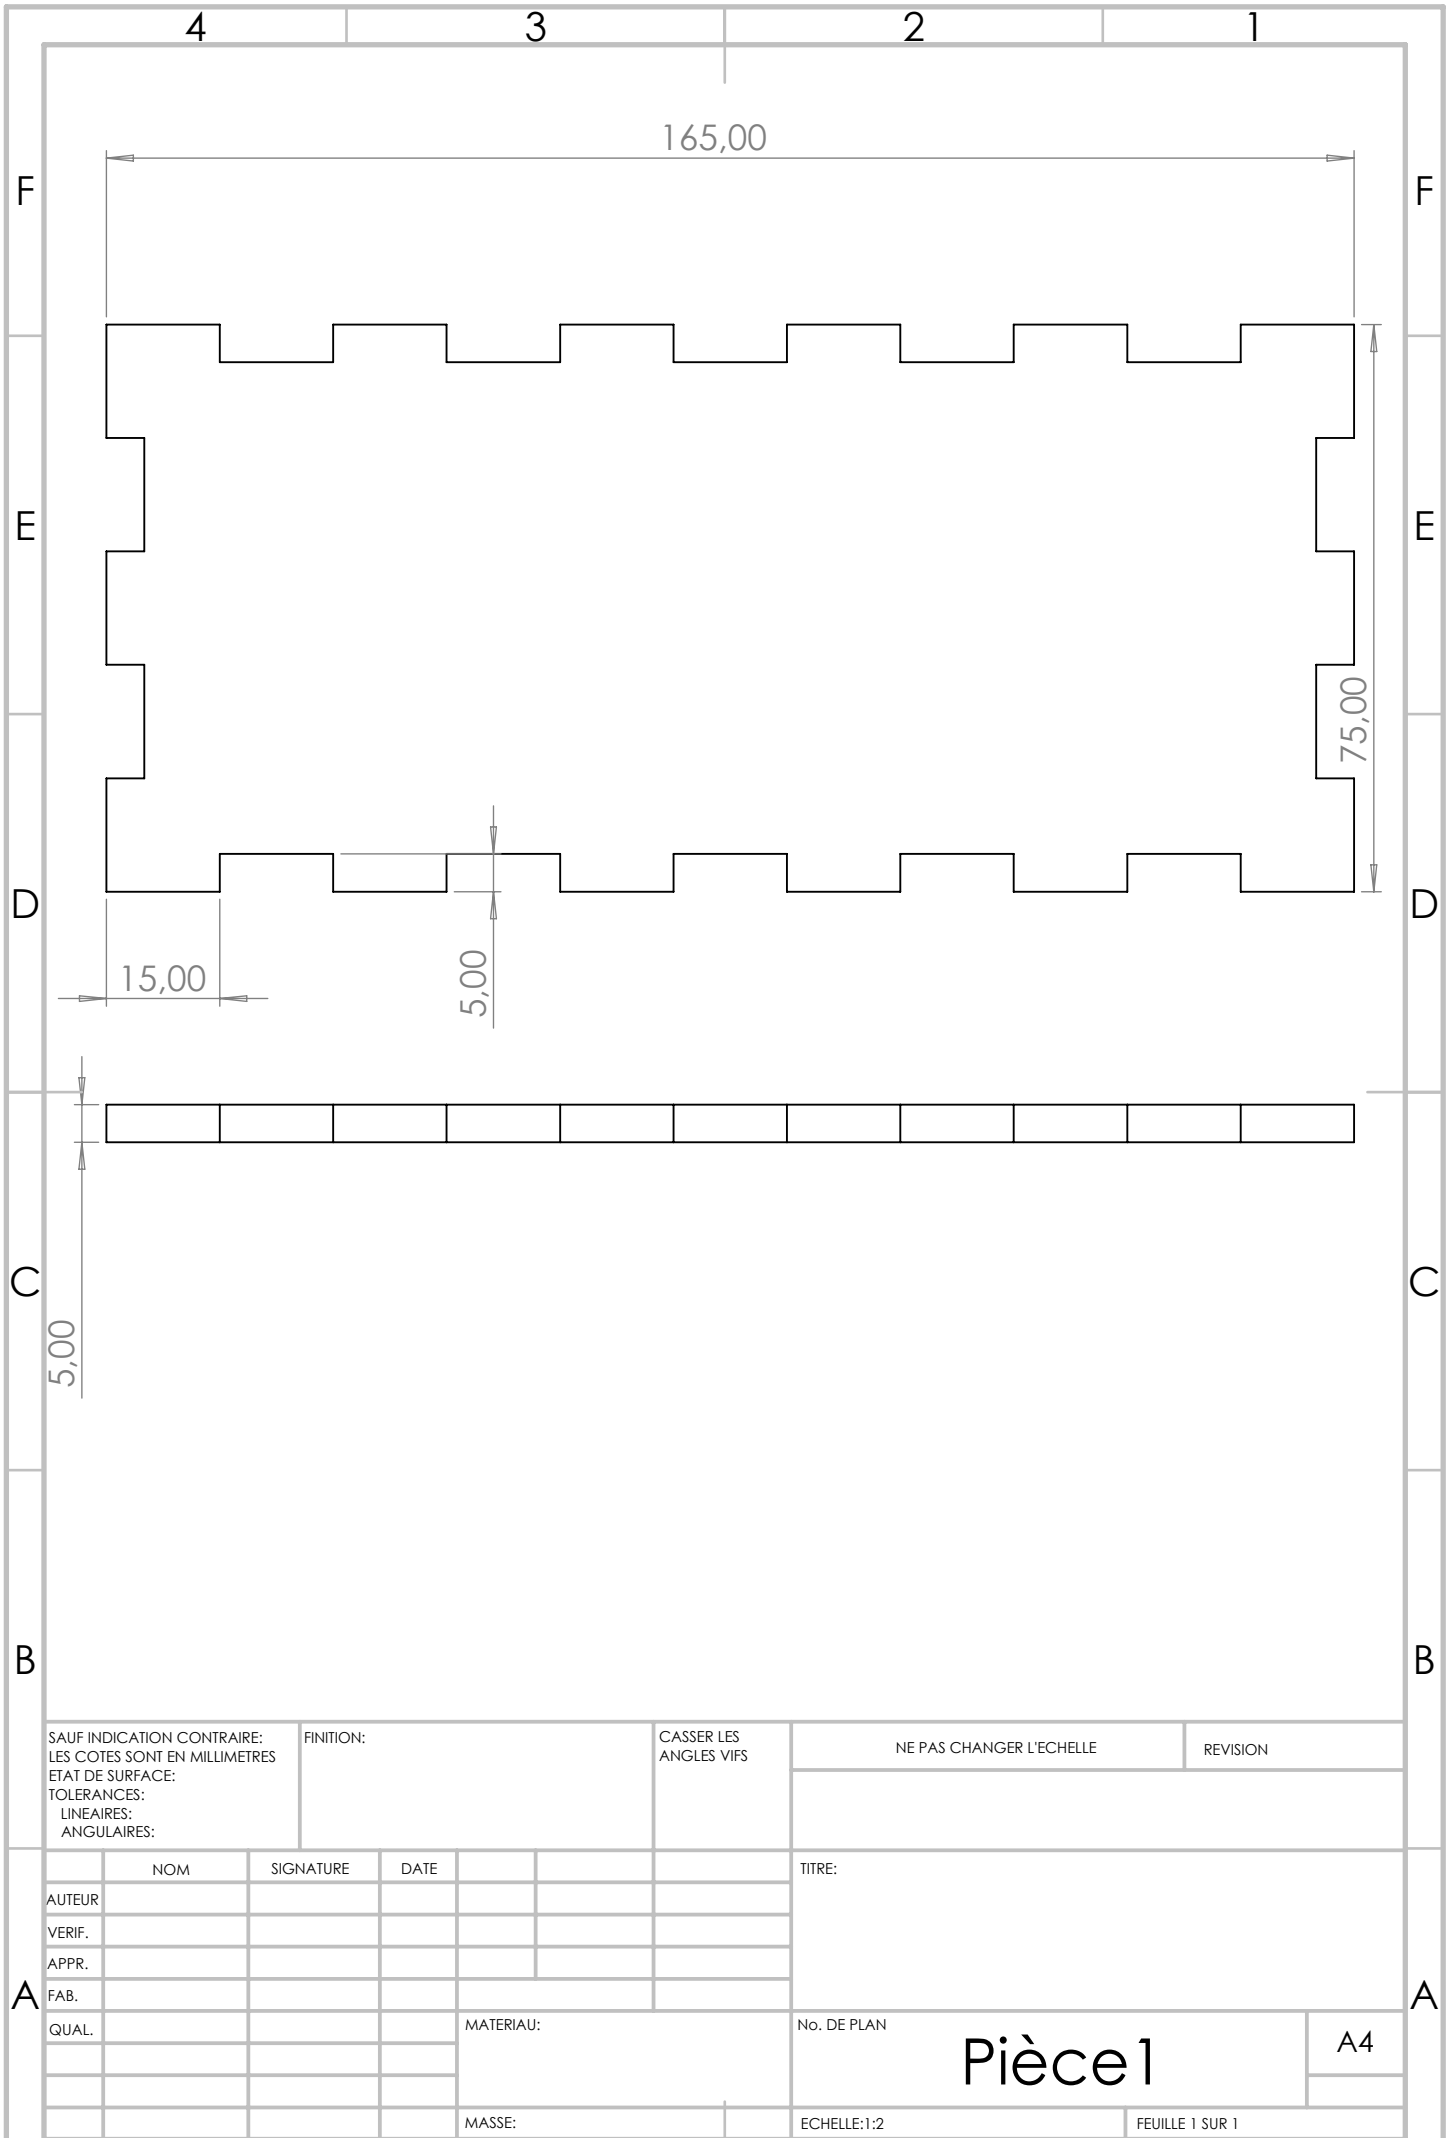 4 3 2 1
165,00
F F
E E
75,00
D D
15,00 5,00
C C
5,00
B B
SAUF INDICATION CONTRAIRE:
LES COTES SONT EN MILLIMETRES
ETAT DE SURFACE:
TOLERANCES:
LINEAIRES:
ANGULAIRES:
FINITION:
CASSER LES
ANGLES VIFS
NE PAS CHANGER L'ECHELLE
REVISION
NOM SIGNATURE DATE
TITRE:
AUTEUR
VERIF.
APPR.
FAB.
A A
QUAL.
MATERIAU:
No. DE PLAN
Pièce1
A4
MASSE:
ECHELLE:1:2
FEUILLE 1 SUR 1